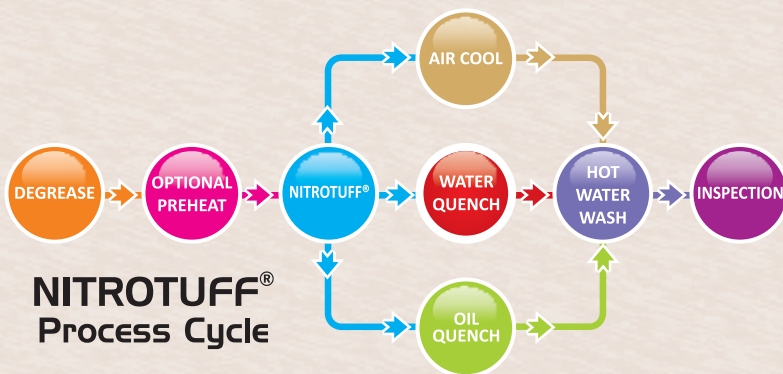 AIR COOL
DEGREASE
OPTIONAL
PREHEAT
NITROTUFF®
WATER
QUENCH
HOT
WATER
WASH
INSPECTION
OIL
QUENCH
NITROTUFF®
Process Cycle